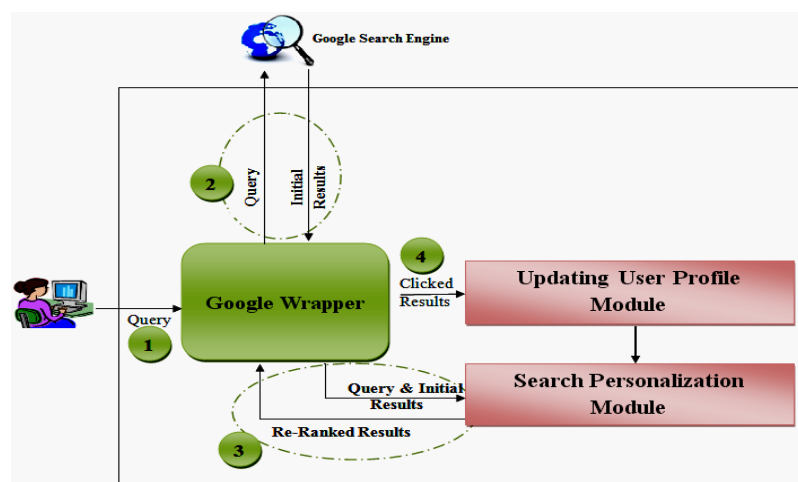 Google Search Engine
2
Query
Initial
Results
4
Clicked
Results
Google Wrapper
Updating User Profile
Module
Query
1
Query & Initial
Results
Search Personalization
Module
Re-Ranked Results
3